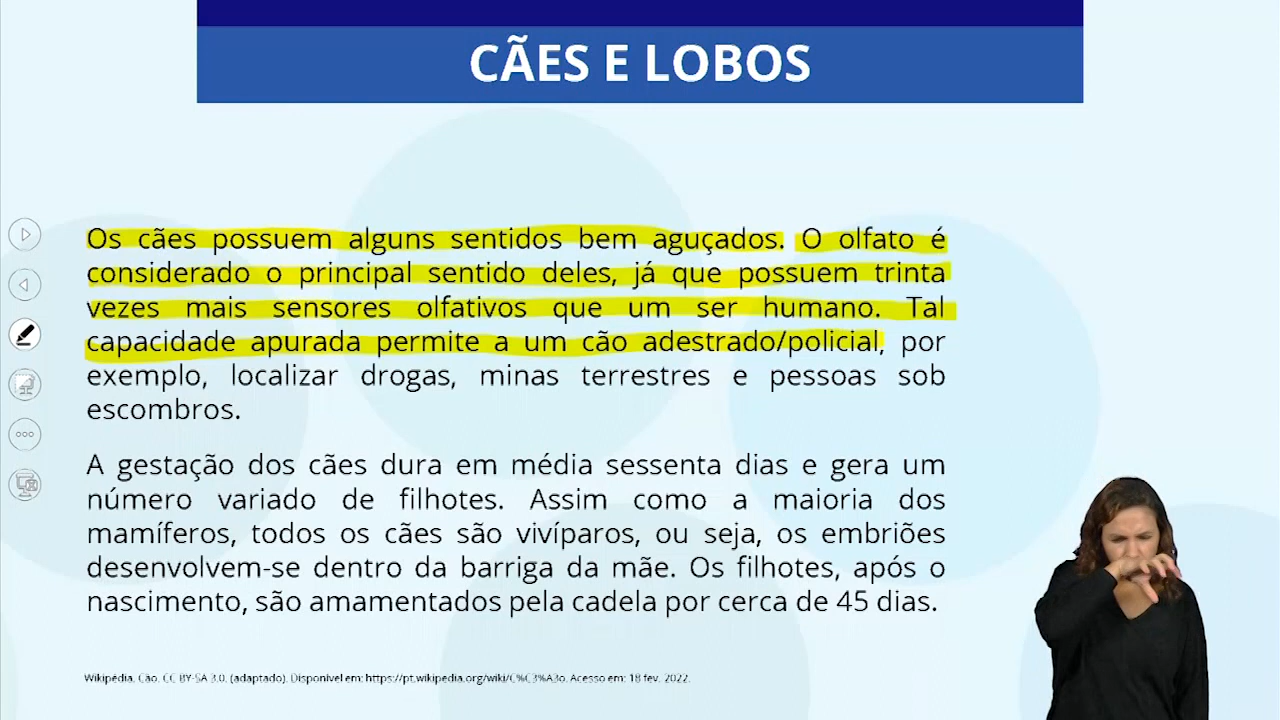 CÃES E LOBOS
Os cães possuem alguns sentidos bem aguçados. O olfato é
considerado o principal sentido deles, já que possuem trinta
vezes mais sensores olfativos que um ser humano. Tal
capacidade apurada permite a um cão adestrado/policial, por
exemplo, localizar drogas, minas terrestres e pessoas sob
escombros.
A gestação dos cães dura em média sessenta dias e gera um
número variado de filhotes. Assim como a maioria dos
mamíferos, todos os cães são vivíparos, ou seja, os embriões
desenvolvem-se dentro da barriga da mãe. Os filhotes, após o
nascimento, são amamentados pela cadela por cerca de 45 dias.
Wikipédia. Cão. CC BY-SA 3.0. (adaptado). Disponível em: https://pt.wikipedia.org/wiki/C%C3%A3o. Acesso em: 18 fev. 2022.